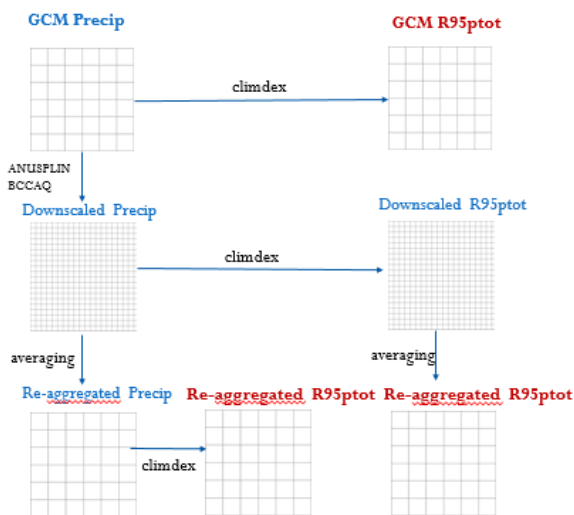 GCM Precip
GCM R95ptot
climdex
ANUSPLIN
BCCAQ
Downscaled Precip
Downscaled R95ptot
climdex
averaging
averaging
Re-aggregated Precip
Re-aggregated R95ptot
Re-aggregated R95ptot
climdex